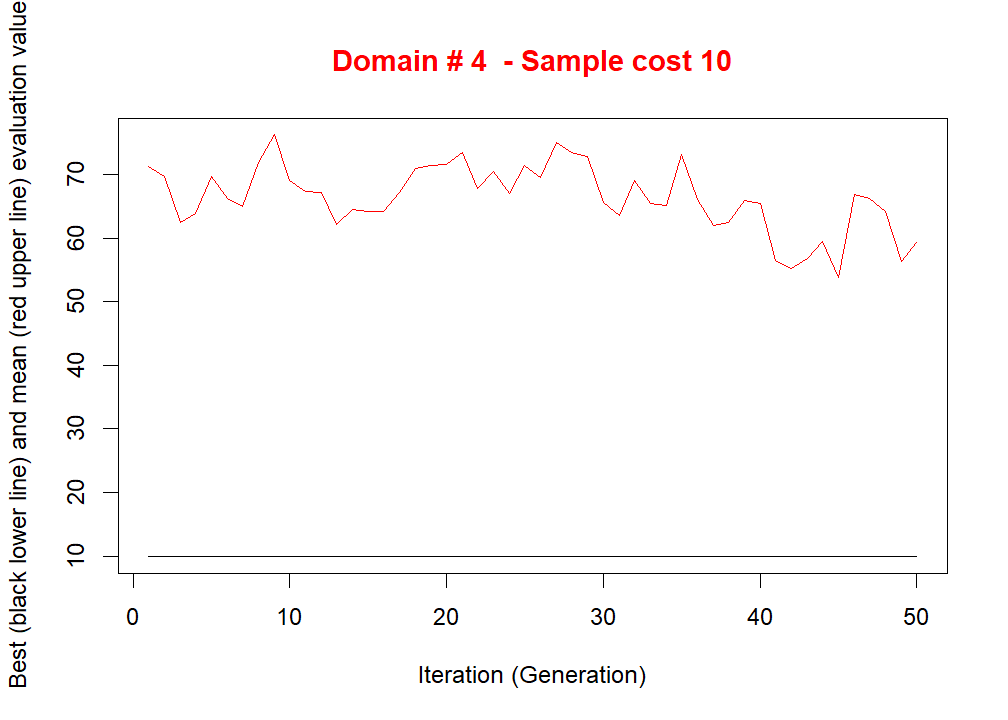 Domain # 4  - Sample cost 10
Best (black lower line) and mean (red upper line) evaluation value
70
60
50
40
30
20
10
0 10 20 30 40 50
Iteration (Generation)